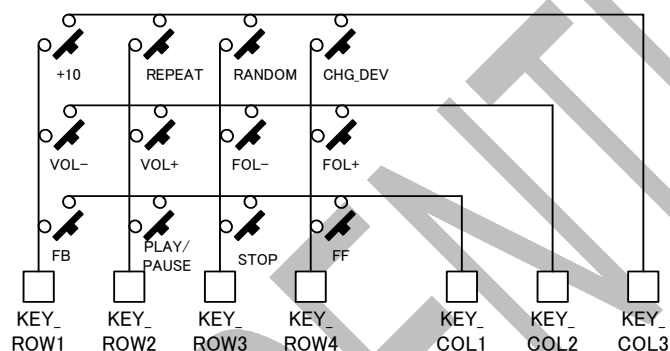 +10 REPEAT RANDOM CHG_DEV
VOL− VOL+ FOL− FOL+
FB PLAY/
PAUSE STOP FF
KEY_ KEY_ KEY_ KEY_ KEY_ KEY_ KEY_
ROW1 ROW2 ROW3 ROW4 COL1 COL2 COL3